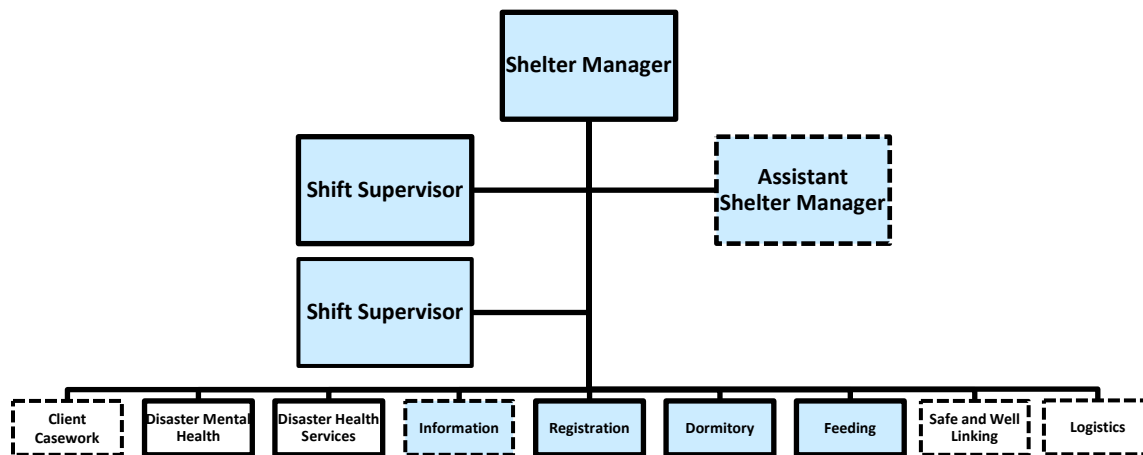 Shelter Manager
Shift Supervisor
Assistant
Shelter Manager
Shift Supervisor
Client
Casework
Disaster Mental
Health
Disaster Health
Services
Information
Registration
Dormitory
Feeding
Safe and Well
Linking
Logistics